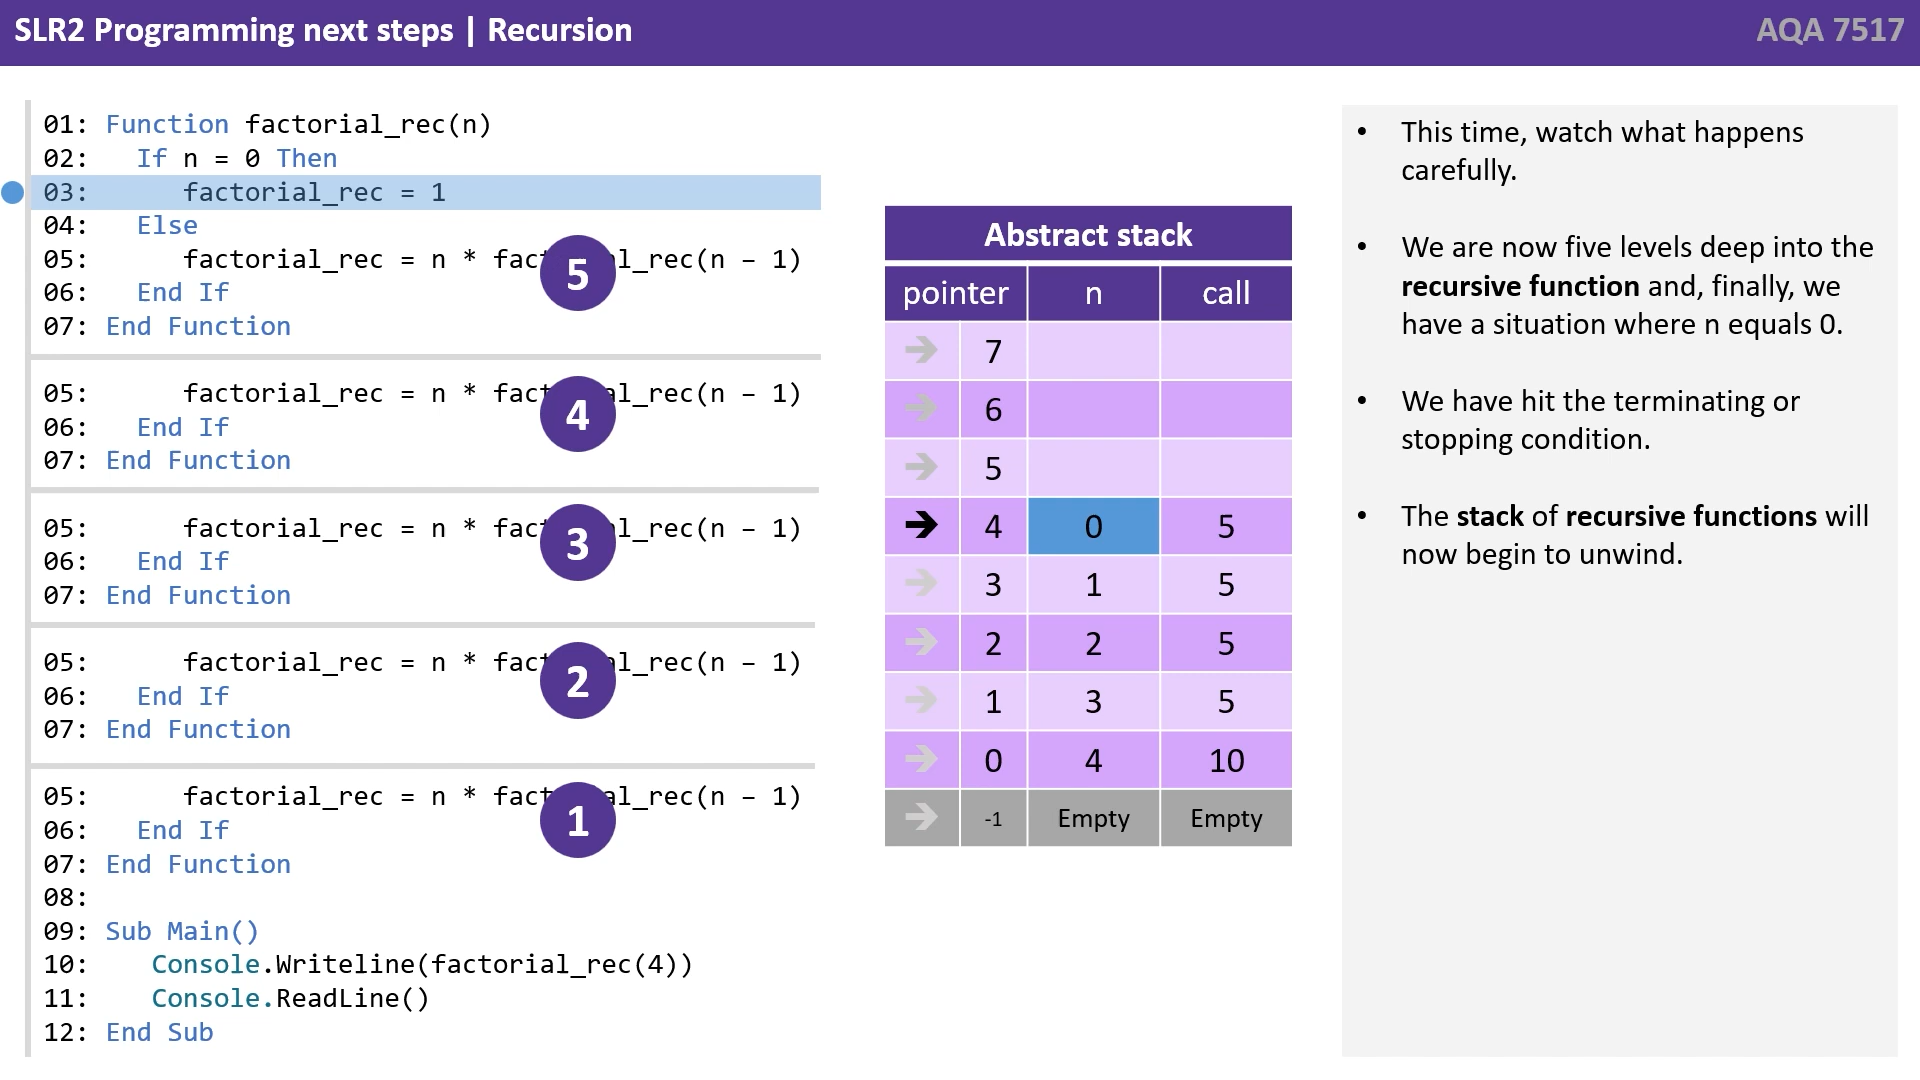 SLR2 Programming next steps | Recursion
AQA 7517
01: Function factorial_rec(n)
02: If n = 0 Then
03: factorial_rec = 1
04: Else
05: factorial_rec = n * fact 5 l_rec(n – 1)
06: End If
07: End Function
05: factorial_rec = n * fact 4 al_rec(n – 1)
06: End If
07: End Function
05: factorial_rec = n * fact 3 al_rec(n – 1)
06: End If
07: End Function
05: factorial_rec = n * fact 2 l_rec(n – 1)
06: End If
07: End Function
05: factorial_rec = n * fact 1 al_rec(n – 1)
06: End If
07: End Function
08:
09: Sub Main()
10: Console.Writeline(factorial_rec(4))
11: Console.ReadLine()
12: End Sub
Abstract stack
pointer n call
7
6
5
4 0 5
3 1 5
2 2 5
1 3 5
0 4 10
-1 Empty Empty
• This time, watch what happens
carefully.
• We are now five levels deep into the
recursive function and, finally, we
have a situation where n equals 0.
• We have hit the terminating or
stopping condition.
• The stack of recursive functions will
now begin to unwind.